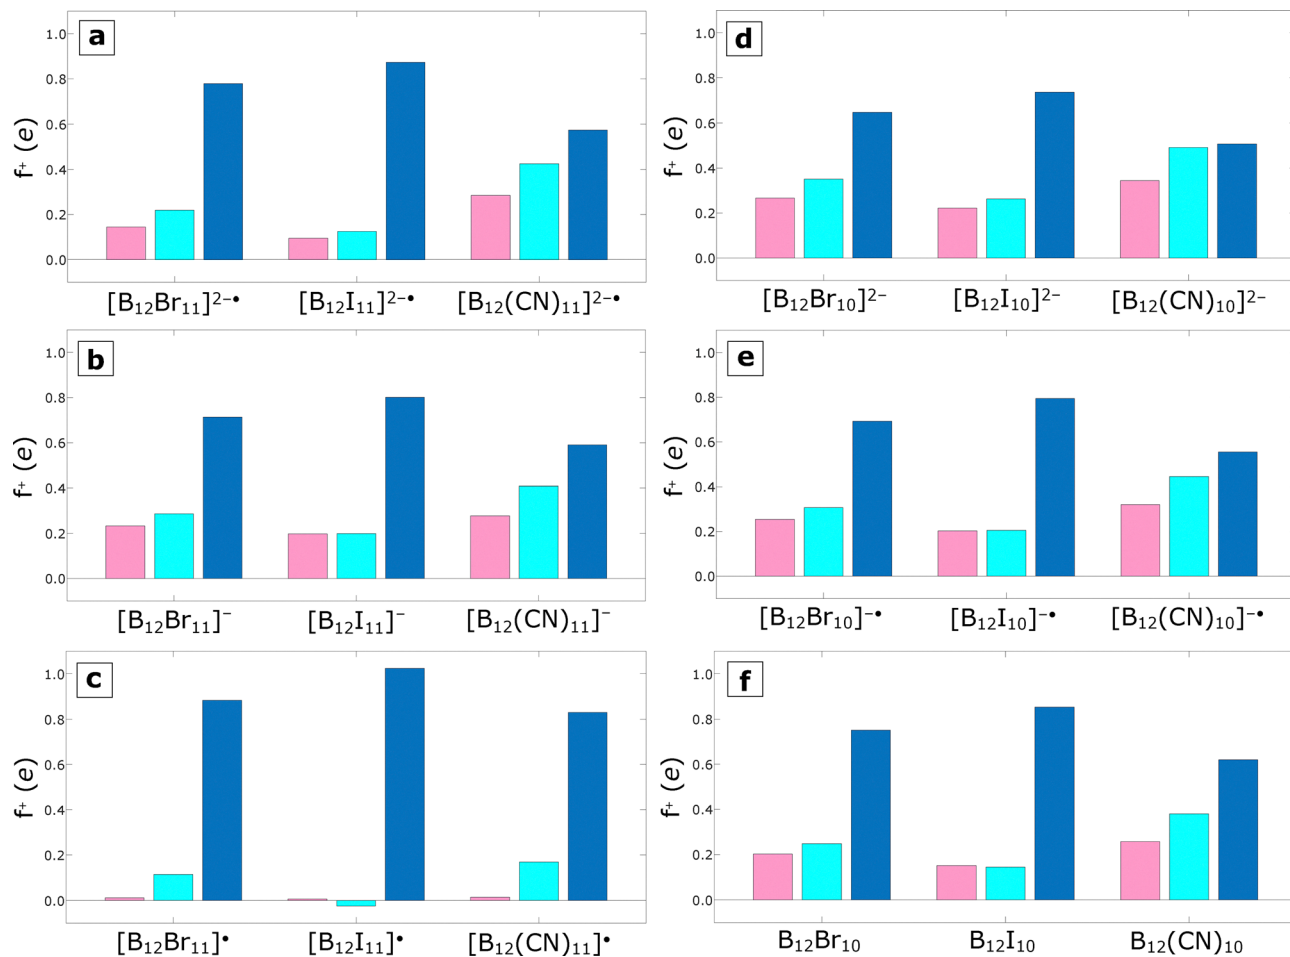 a
1.0
0.8
0.6
0.4
0.2
0.0
f⁺ (e)
[B₁₂Br₁₁]²⁻• [B₁₂I₁₁]²⁻• [B₁₂(CN)₁₁]²⁻•
b
1.0
0.8
0.6
0.4
0.2
0.0
f⁺ (e)
[B₁₂Br₁₁]⁻ [B₁₂I₁₁]⁻ [B₁₂(CN)₁₁]⁻
c
1.0
0.8
0.6
0.4
0.2
0.0
f⁺ (e)
[B₁₂Br₁₁]• [B₁₂I₁₁]• [B₁₂(CN)₁₁]•
d
1.0
0.8
0.6
0.4
0.2
0.0
f⁺ (e)
[B₁₂Br₁₀]²⁻ [B₁₂I₁₀]²⁻ [B₁₂(CN)₁₀]²⁻
e
1.0
0.8
0.6
0.4
0.2
0.0
f⁺ (e)
[B₁₂Br₁₀]⁻• [B₁₂I₁₀]⁻• [B₁₂(CN)₁₀]⁻•
f
1.0
0.8
0.6
0.4
0.2
0.0
f⁺ (e)
B₁₂Br₁₀ B₁₂I₁₀ B₁₂(CN)₁₀